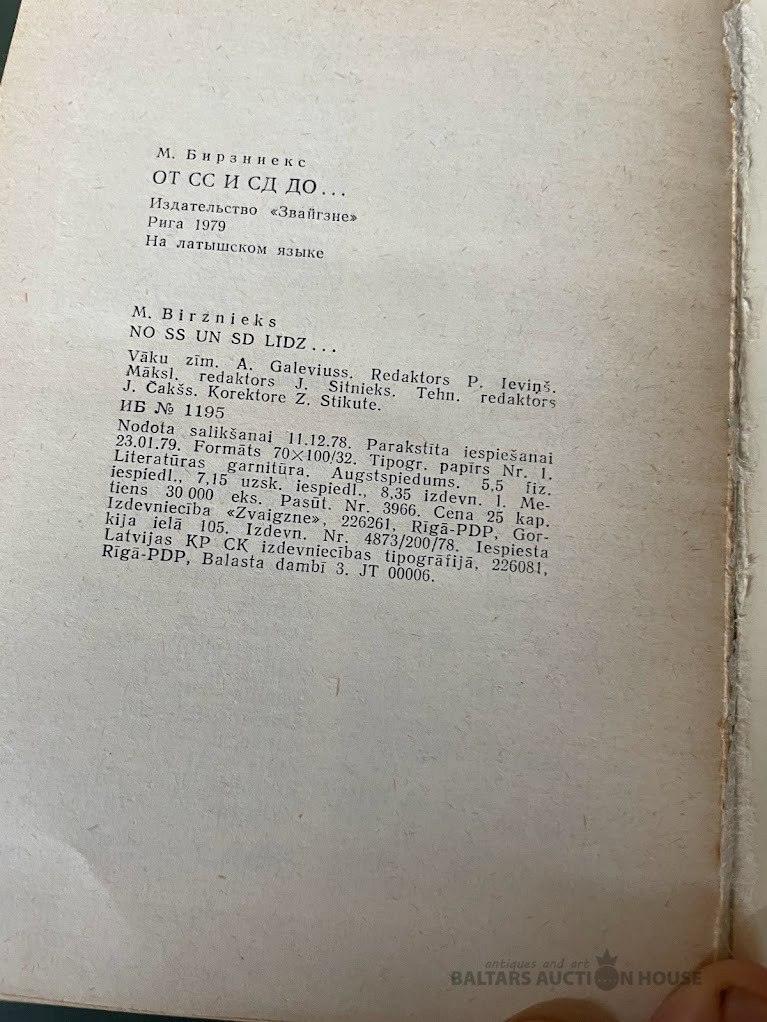 М. Бирзниекс
ОТ СС И СД ДО...
Издательство «Звайгзне»
Рига 1979
На латышском языке
M. Birznieks
NO SS UN SD LĪDZ...
Vāku zīm. A. Galeviuss. Redaktors P. Ieviņš.
Māksl. redaktors J. Sitnieks. Tehn. redaktors
J. Čakšs. Korektore Z. Stikute.
ИБ № 1195
Nodota salikšanai 11.12.78. Parakstīta iespiešanai
23.01.79. Formāts 70×100/32. Tipogr. papīrs Nr. 1.
Literatūras garnitūra. Augstspiedums. 5,5 fiz.
iespiedl., 7,15 uzsk. iespiedl., 8,35 izdevn. l. Me-
tiens 30 000 eks. Pasūt. Nr. 3966. Cena 25 kap.
Izdevniecība «Zvaigzne», 226261, Rīgā-PDP, Gor-
kija ielā 105. Izdevn. Nr. 4873/200/78. Iespiesta
Latvijas KP CK izdevniecības tipogrāfijā, 226081,
Rīgā-PDP, Balasta dambī 3. JT 00006.
antiques and art
BALTARS AUCTION HOUSE